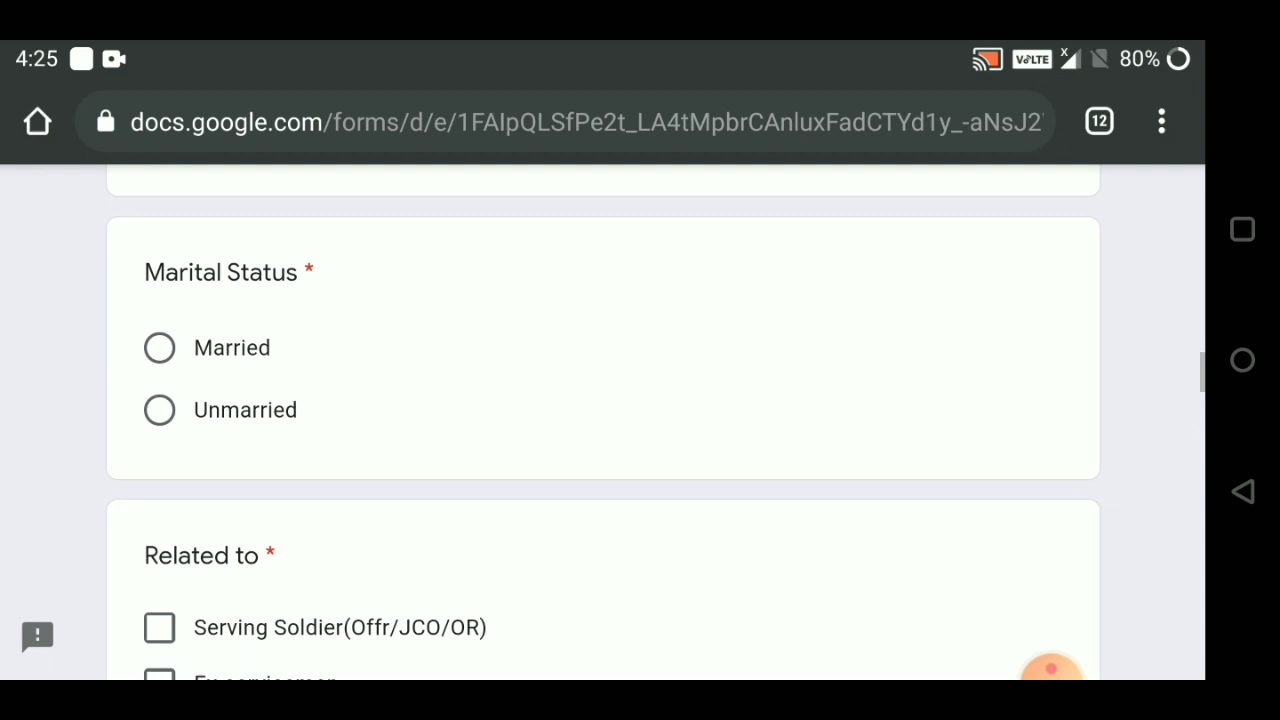 4:25
VoLTE
X
80%
docs.google.com/forms/d/e/1FAIpQLSfPe2t_LA4tMpbrCAnluxFadCTYd1y_-aNsJ2
12
Marital Status *
Married
Unmarried
Related to *
Serving Soldier(Offr/JCO/OR)